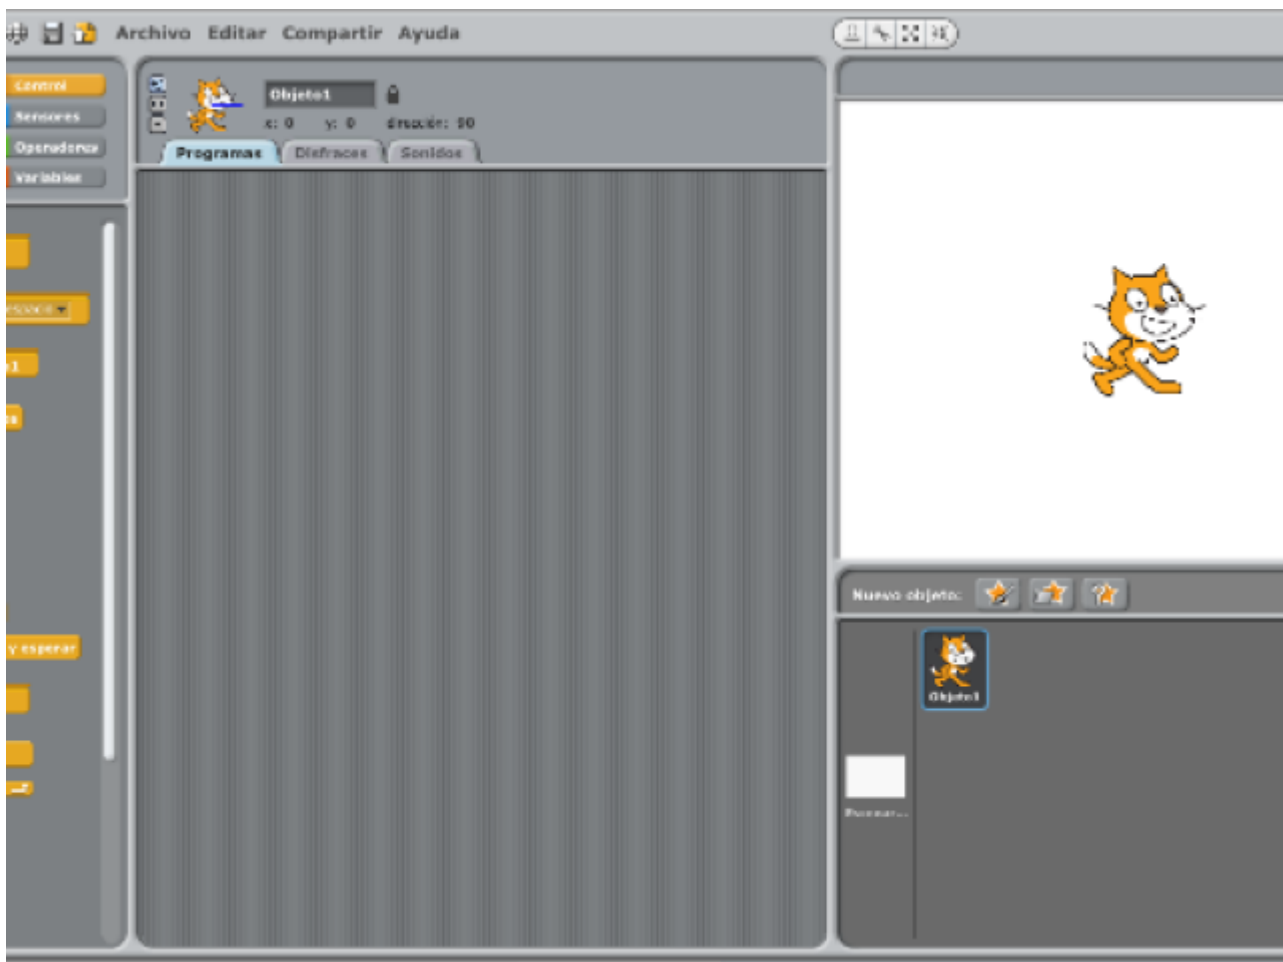 Archivo Editar Compartir Ayuda
Control
Sensores
Operadores
Variables
Objeto1
x: 0 y: 0 dirección: 90
Programas Disfraces Sonidos
espacio
y esperar
Nuevo objeto:
Objeto1